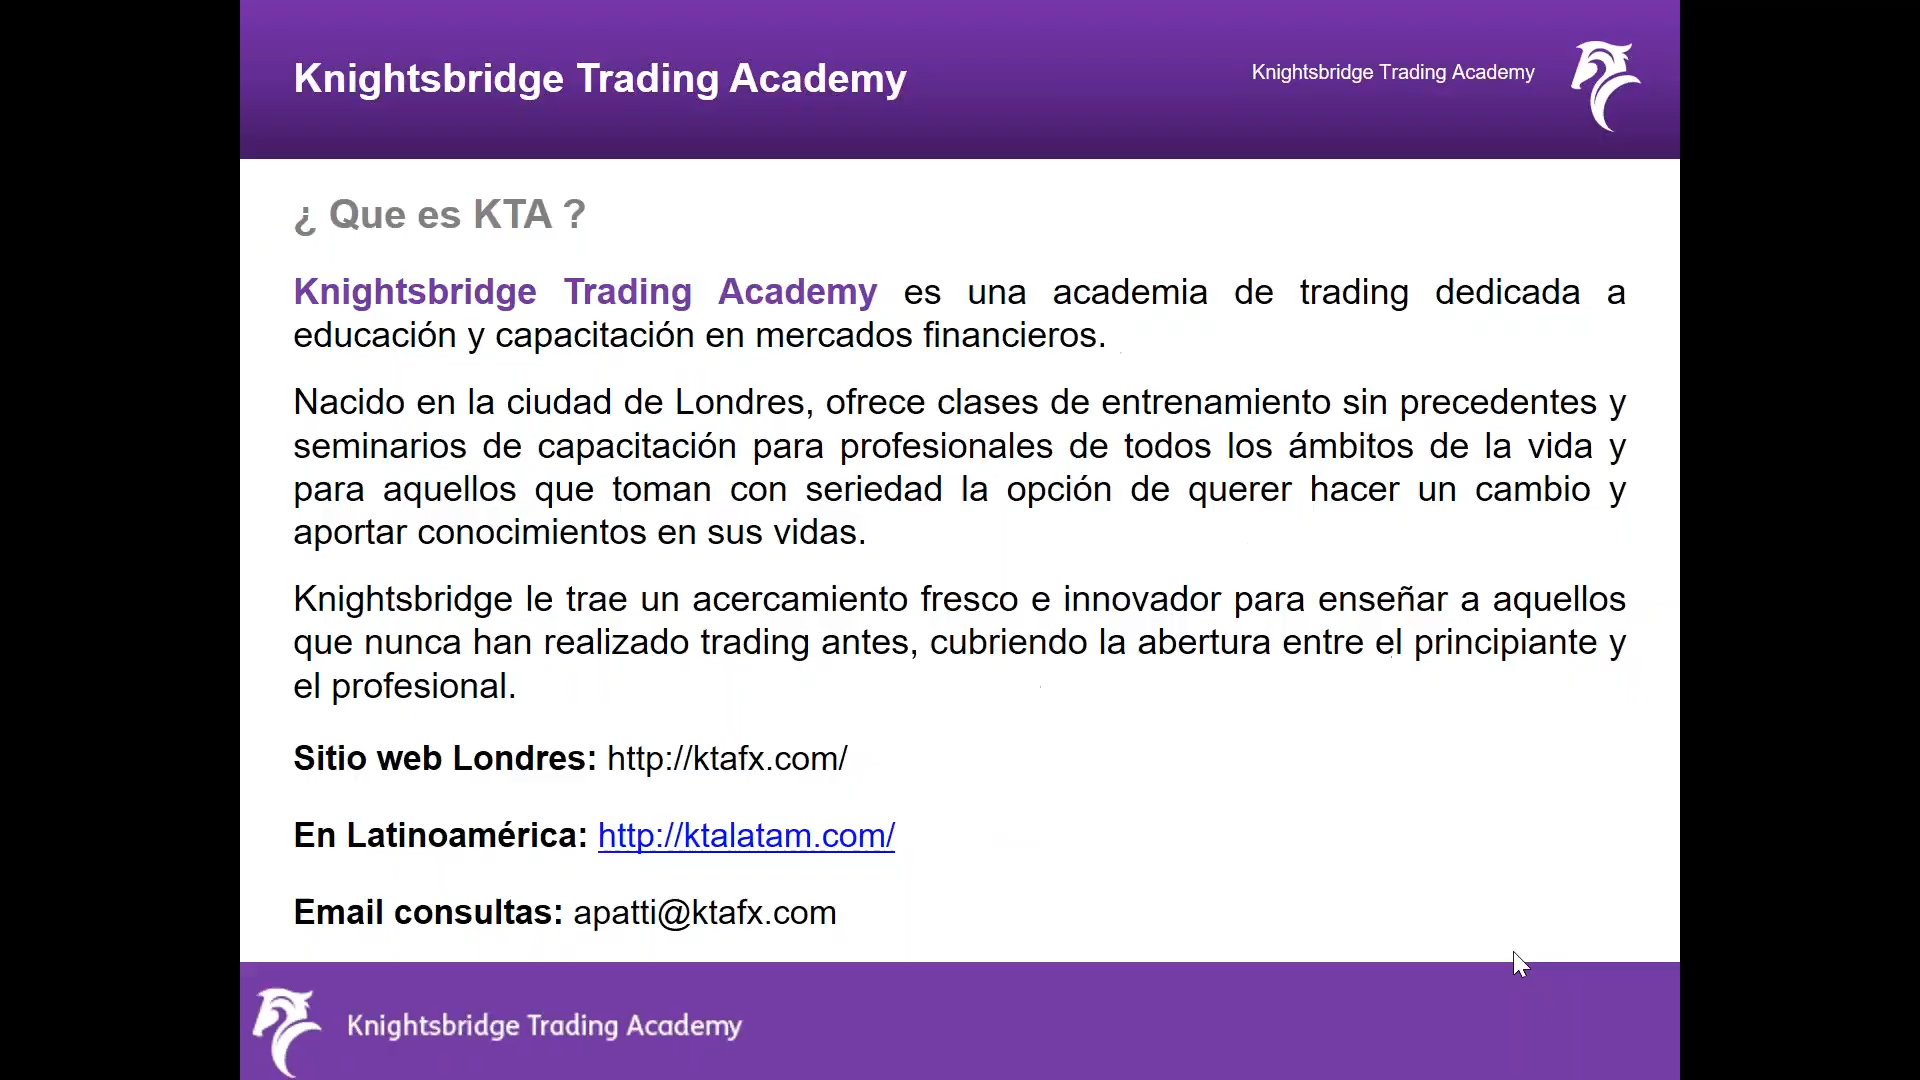 Knightsbridge Trading Academy
Knightsbridge Trading Academy
¿ Que es KTA ?
Knightsbridge Trading Academy es una academia de trading dedicada a
educación y capacitación en mercados financieros.
Nacido en la ciudad de Londres, ofrece clases de entrenamiento sin precedentes y
seminarios de capacitación para profesionales de todos los ámbitos de la vida y
para aquellos que toman con seriedad la opción de querer hacer un cambio y
aportar conocimientos en sus vidas.
Knightsbridge le trae un acercamiento fresco e innovador para enseñar a aquellos
que nunca han realizado trading antes, cubriendo la abertura entre el principiante y
el profesional.
Sitio web Londres: http://ktafx.com/
En Latinoamérica: http://ktalatam.com/
Email consultas: apatti@ktafx.com
Knightsbridge Trading Academy